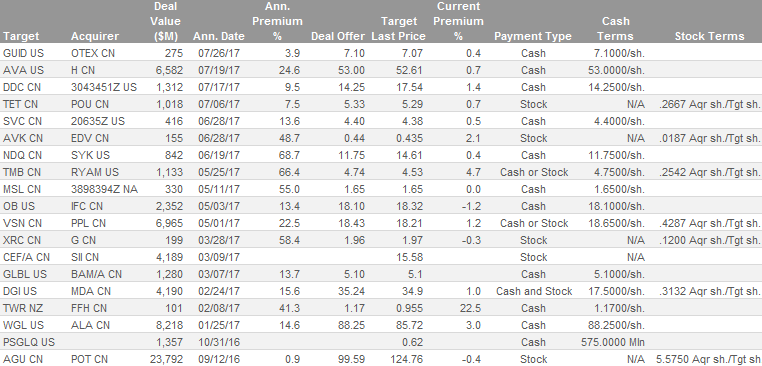 Target Acquirer Deal Value ($M) Ann. Date Ann. Premium % Deal Offer Target Last Price Current Premium % Payment Type Cash Terms Stock Terms
GUID US OTEX CN 275 07/26/17 3.9 7.10 7.07 0.4 Cash 7.1000/sh.
AVA US H CN 6,582 07/19/17 24.6 53.00 52.61 0.7 Cash 53.0000/sh.
DDC CN 3043451Z US 1,312 07/17/17 9.5 14.25 17.54 1.4 Cash 14.2500/sh.
TET CN POU CN 1,018 07/06/17 7.5 5.33 5.29 0.7 Stock N/A .2667 Aqr sh./Tgt sh.
SVC CN 20635Z US 416 06/28/17 13.6 4.40 4.38 0.5 Cash 4.4000/sh.
AVK CN EDV CN 155 06/28/17 48.7 0.44 0.435 2.1 Stock N/A .0187 Aqr sh./Tgt sh.
NDQ CN SYK US 842 06/19/17 68.7 11.75 14.61 0.4 Cash 11.7500/sh.
TMB CN RYAM US 1,133 05/25/17 66.4 4.74 4.53 4.7 Cash or Stock 4.7500/sh. .2542 Aqr sh./Tgt sh.
MSL CN 3898394Z NA 330 05/11/17 55.0 1.65 1.65 0.0 Cash 1.6500/sh.
OB US IFC CN 2,352 05/03/17 13.4 18.10 18.32 -1.2 Cash 18.1000/sh.
VSN CN PPL CN 6,965 05/01/17 22.5 18.43 18.21 1.2 Cash or Stock 18.6500/sh. .4287 Aqr sh./Tgt sh.
XRC CN G CN 199 03/28/17 58.4 1.96 1.97 -0.3 Stock N/A .1200 Aqr sh./Tgt sh.
CEF/A CN SII CN 4,189 03/09/17 15.58 Stock N/A
GLBL US BAM/A CN 1,280 03/07/17 13.7 5.10 5.1 Cash 5.1000/sh.
DGI US MDA CN 4,190 02/24/17 15.6 35.24 34.9 1.0 Cash and Stock 17.5000/sh. .3132 Aqr sh./Tgt sh.
TWR NZ FFH CN 101 02/08/17 41.3 1.17 0.955 22.5 Cash 1.1700/sh.
WGL US ALA CN 8,218 01/25/17 14.6 88.25 85.72 3.0 Cash 88.2500/sh.
PSGLQ US 1,357 10/31/16 0.62 Cash 575.0000 Mln
AGU CN POT CN 23,792 09/12/16 0.9 99.59 124.76 -0.4 Stock N/A 5.5750 Aqr sh./Tgt sh